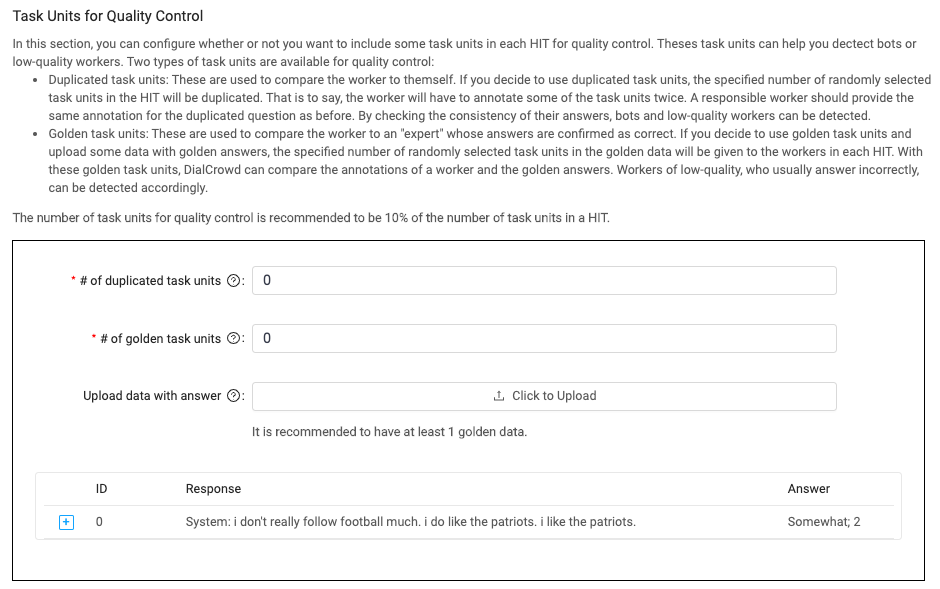 Task Units for Quality Control
In this section, you can configure whether or not you want to include some task units in each HIT for quality control. Theses task units can help you dectect bots or
low-quality workers. Two types of task units are available for quality control:
• Duplicated task units: These are used to compare the worker to themself. If you decide to use duplicated task units, the specified number of randomly selected
task units in the HIT will be duplicated. That is to say, the worker will have to annotate some of the task units twice. A responsible worker should provide the
same annotation for the duplicated question as before. By checking the consistency of their answers, bots and low-quality workers can be detected.
• Golden task units: These are used to compare the worker to an "expert" whose answers are confirmed as correct. If you decide to use golden task units and
upload some data with golden answers, the specified number of randomly selected task units in the golden data will be given to the workers in each HIT. With
these golden task units, DialCrowd can compare the annotations of a worker and the golden answers. Workers of low-quality, who usually answer incorrectly,
can be detected accordingly.
The number of task units for quality control is recommended to be 10% of the number of task units in a HIT.
* # of duplicated task units ?: 0
* # of golden task units ?: 0
Upload data with answer ?: Click to Upload
It is recommended to have at least 1 golden data.
ID Response Answer
+ 0 System: i don't really follow football much. i do like the patriots. i like the patriots. Somewhat; 2